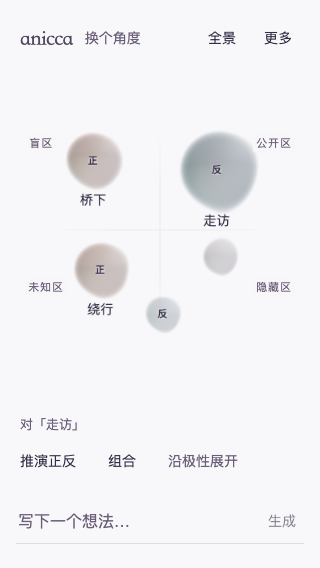 anicca 换个角度 全景 更多
盲区 公开区
正 反
桥下
走访
正
未知区 隐藏区
绕行 反
对「走访」
推演正反 组合 沿极性展开
写下一个想法… 生成